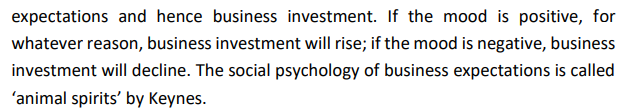 expectations and hence business investment. If the mood is positive, for
whatever reason, business investment will rise; if the mood is negative, business
investment will decline. The social psychology of business expectations is called
‘animal spirits’ by Keynes.